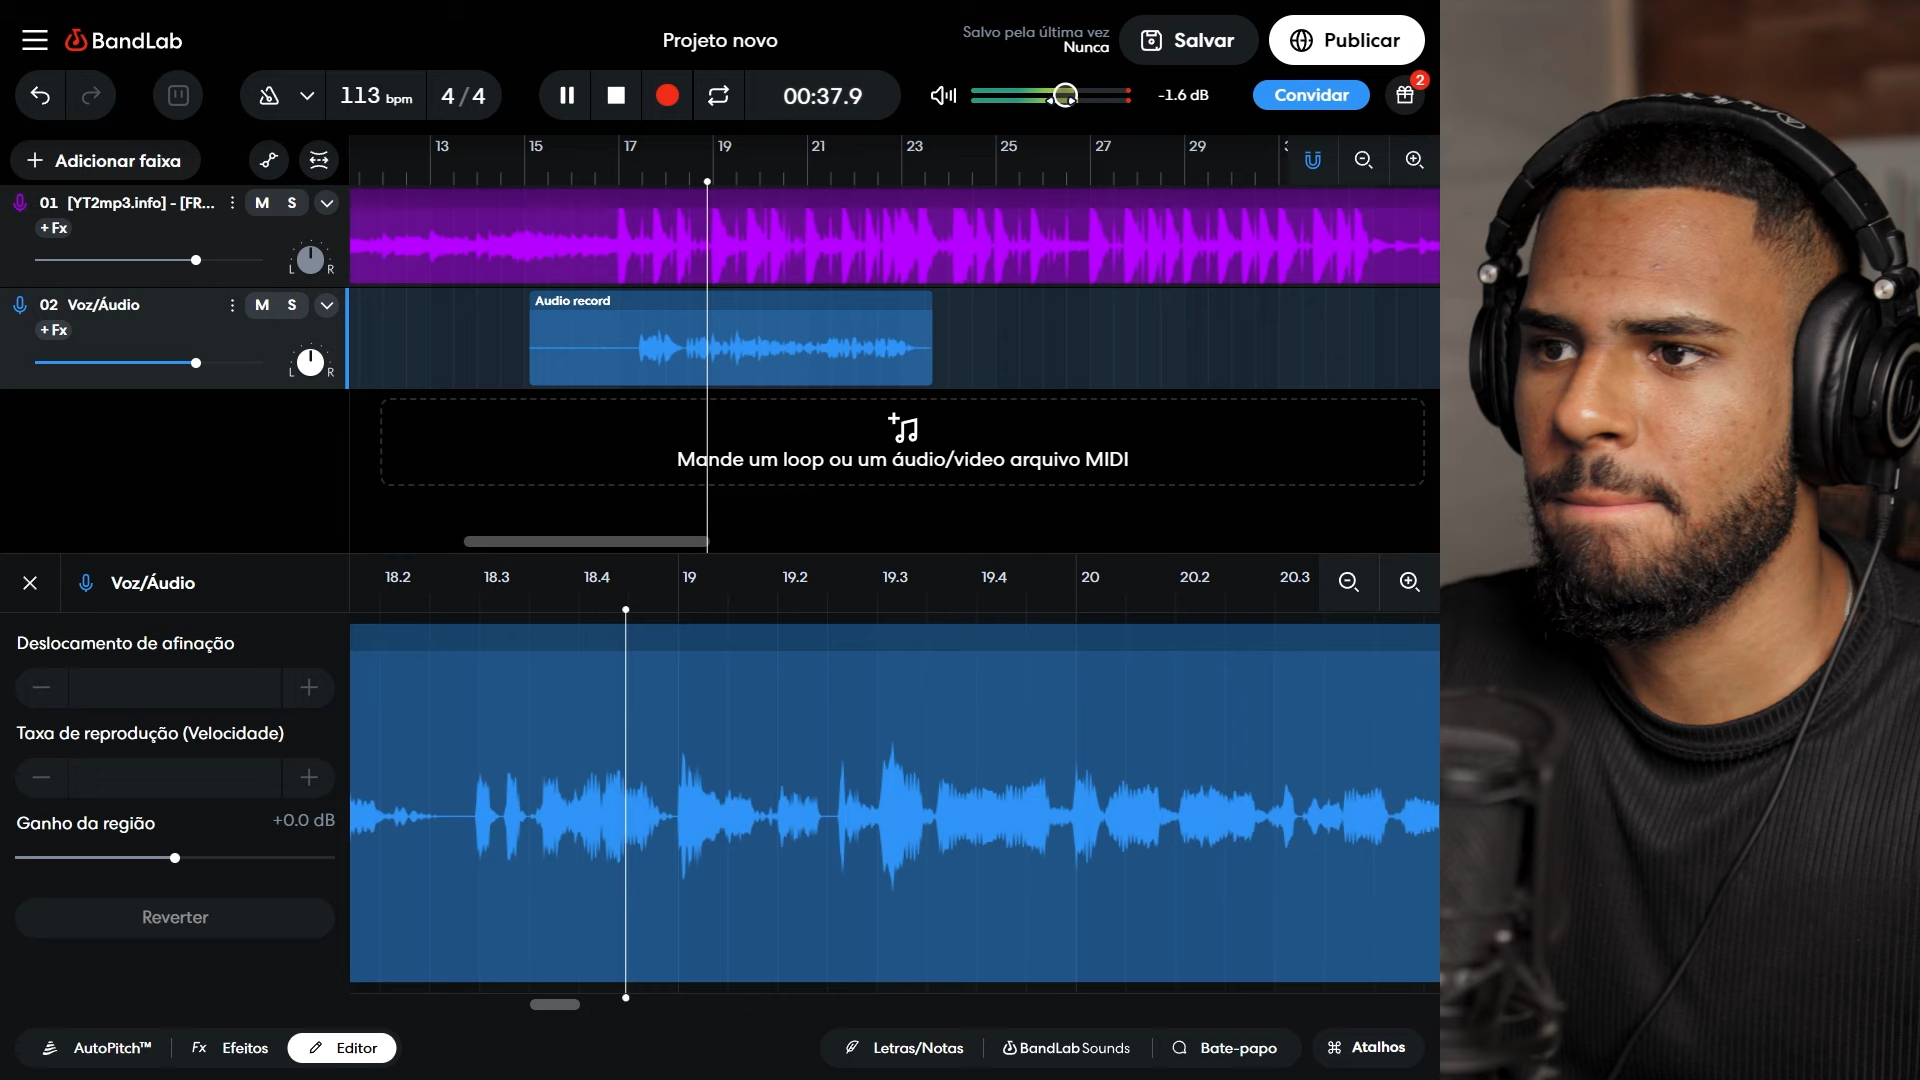 BandLab
Projeto novo
Salvo pela última vez
Nunca
Salvar
Publicar
113 bpm
4/4
00:37.9
-1.6 dB
Convidar
2
Adicionar faixa
13 15 17 19 21 23 25 27 29
01 [YT2mp3.info] - [FR...
M S
+Fx
L R
02 Voz/Áudio
M S
+Fx
L R
Audio record
Mande um loop ou um áudio/video arquivo MIDI
Voz/Áudio
18.2 18.3 18.4 19 19.2 19.3 19.4 20 20.2 20.3
Deslocamento de afinação
Taxa de reprodução (Velocidade)
Ganho da região
+0.0 dB
Reverter
AutoPitch™
Fx Efeitos
Editor
Letras/Notas
BandLab Sounds
Bate-papo
Atalhos